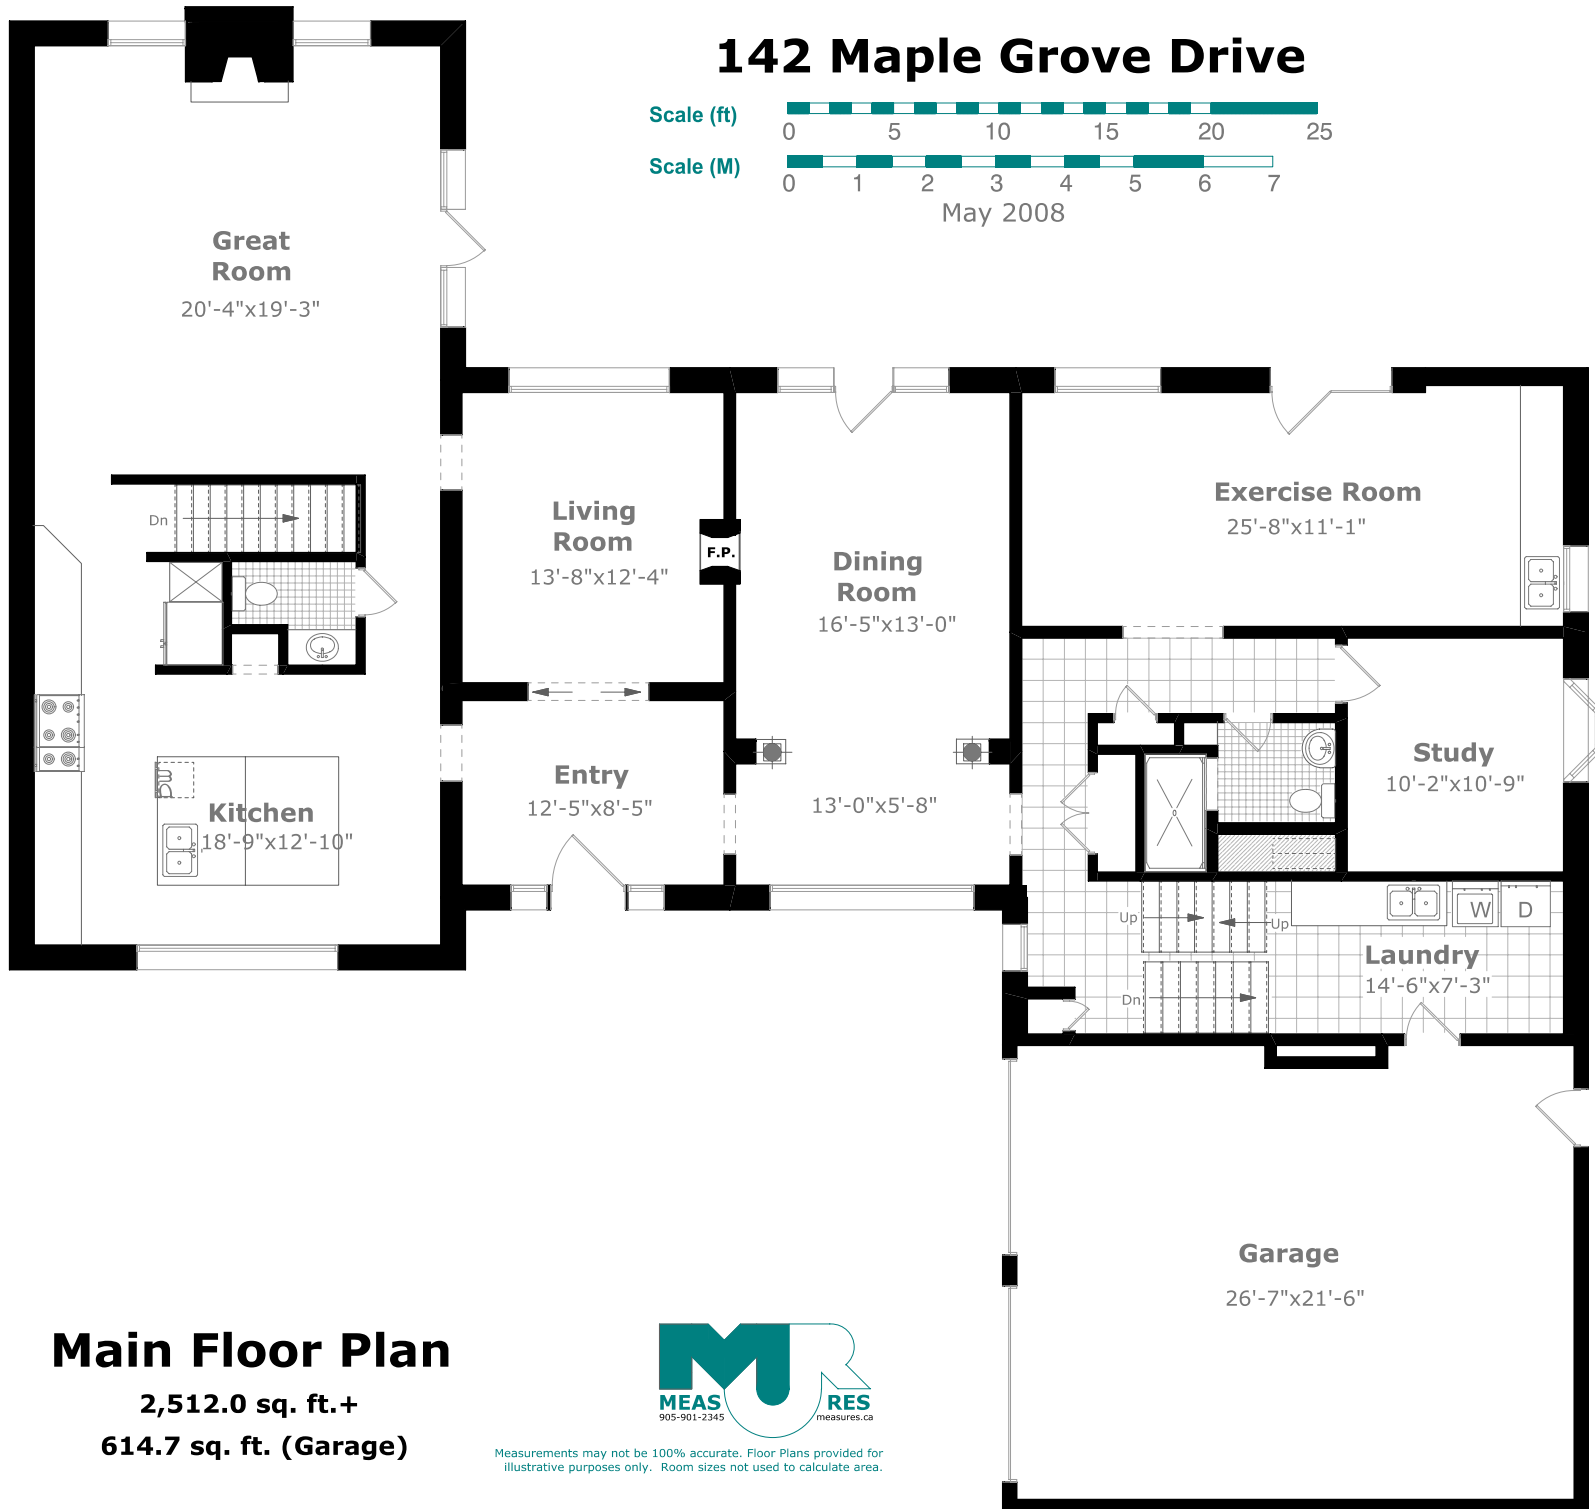 142 Maple Grove Drive
Scale (ft)
0 5 10 15 20 25
Scale (M)
0 1 2 3 4 5 6 7
May 2008
Great
Room
20'-4"x19'-3"
Dn
Living
Room
13'-8"x12'-4"
F.P.
Dining
Room
16'-5"x13'-0"
Exercise Room
25'-8"x11'-1"
Kitchen
18'-9"x12'-10"
Entry
12'-5"x8'-5"
13'-0"x5'-8"
Study
10'-2"x10'-9"
Up
Up
W
D
Laundry
14'-6"x7'-3"
Dn
Garage
26'-7"x21'-6"
Main Floor Plan
2,512.0 sq. ft.+
614.7 sq. ft. (Garage)
MEASURES
905-901-2345
measures.ca
Measurements may not be 100% accurate. Floor Plans provided for
illustrative purposes only. Room sizes not used to calculate area.